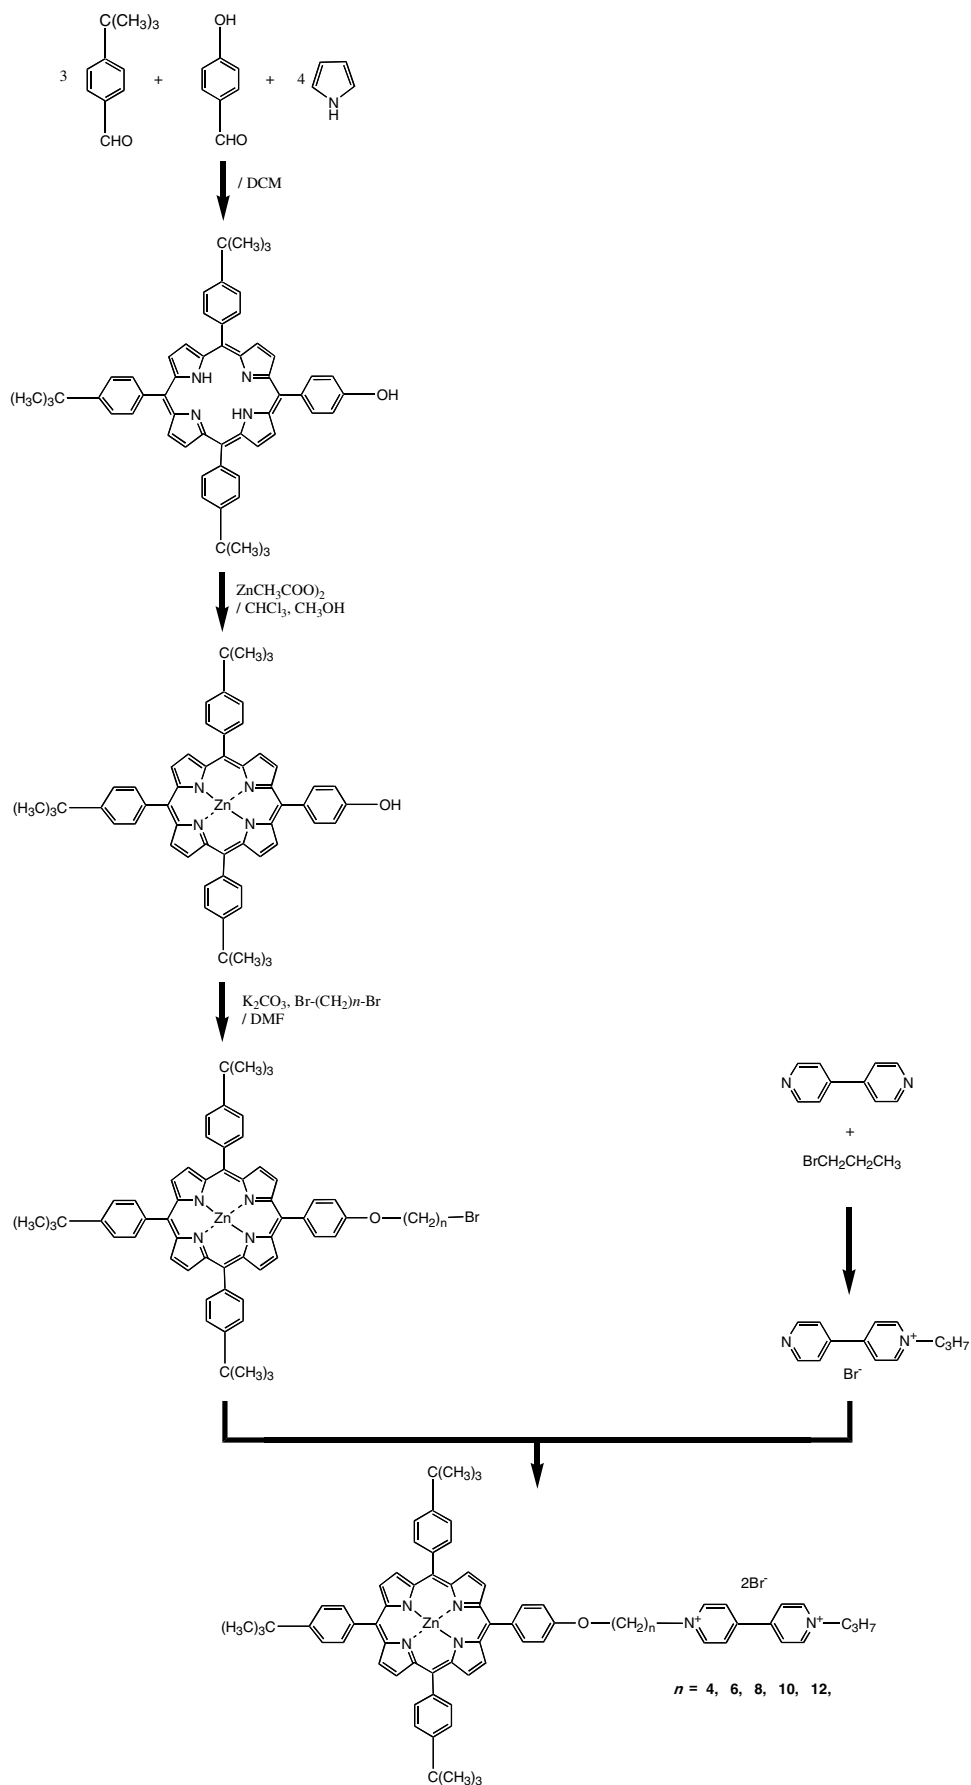 C(CH3)3
OH
3
+
+
4
N
H
CHO
CHO
/ DCM
C(CH3)3
NH
N
(H3C)3C
OH
N
HN
C(CH3)3
ZnCH3COO)2
/ CHCl3, CH3OH
C(CH3)3
N
N
(H3C)3C
Zn
OH
N
N
C(CH3)3
K2CO3, Br-(CH2)n-Br
/ DMF
C(CH3)3
N
N
+
BrCH2CH2CH3
N
N
(H3C)3C
Zn
O
(CH2)n
Br
N
N
N
N+
C3H7
Br-
C(CH3)3
C(CH3)3
2Br-
N
N
(H3C)3C
Zn
O
(CH2)n
N+
N+
C3H7
N
N
n = 4, 6, 8, 10, 12,
C(CH3)3